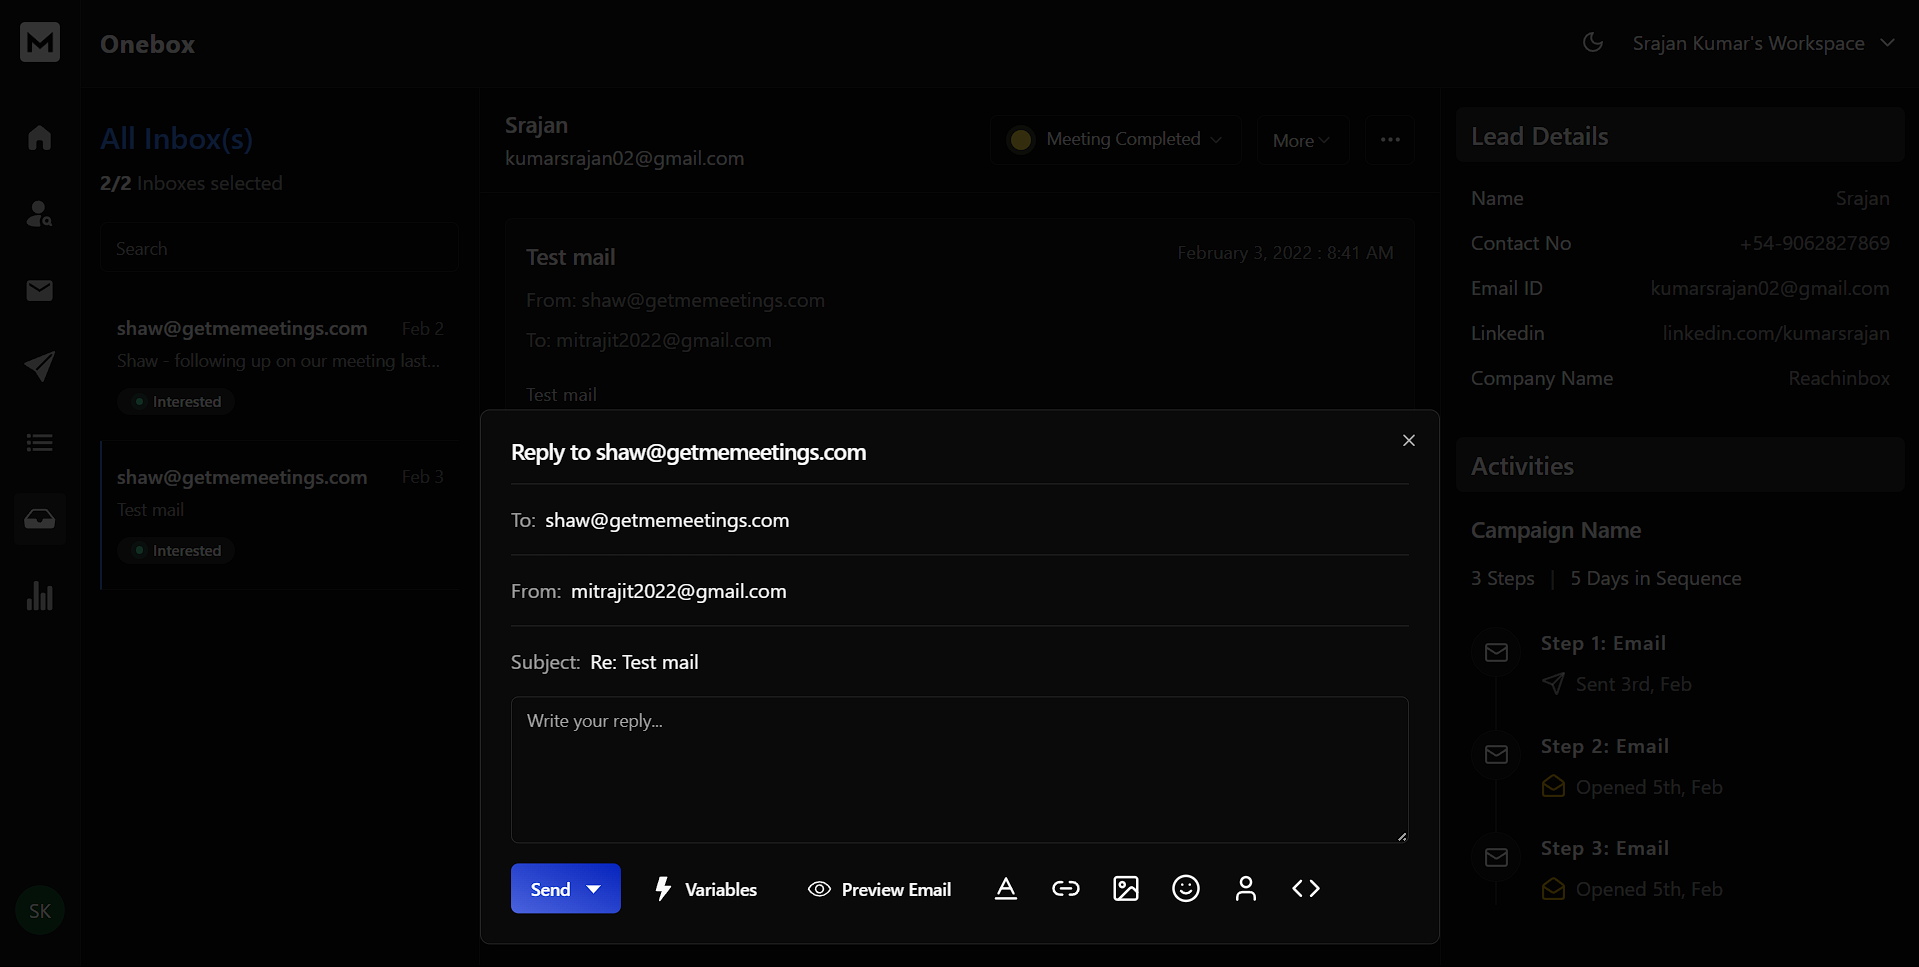 M
Onebox
Srajan Kumar's Workspace
All Inbox(s)
2/2 Inboxes selected
Search
shaw@getmemeetings.com Feb 2
Shaw - following up on our meeting last...
Interested
shaw@getmemeetings.com Feb 3
Test mail
Interested
SK
Srajan
kumarsrajan02@gmail.com
Meeting Completed
More
Test mail
February 3, 2022 : 8:41 AM
From: shaw@getmemeetings.com
To: mitrajit2022@gmail.com
Test mail
Reply to shaw@getmemeetings.com
To: shaw@getmemeetings.com
From: mitrajit2022@gmail.com
Subject: Re: Test mail
Write your reply...
Send
Variables
Preview Email
Lead Details
Name Srajan
Contact No +54-9062827869
Email ID kumarsrajan02@gmail.com
Linkedin linkedin.com/kumarsrajan
Company Name Reachinbox
Activities
Campaign Name
3 Steps | 5 Days in Sequence
Step 1: Email
Sent 3rd, Feb
Step 2: Email
Opened 5th, Feb
Step 3: Email
Opened 5th, Feb